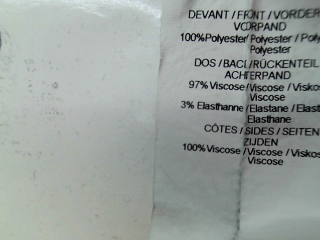 DEVANT / FRONT / VORDER
VORPAND
100%Polyester/ Polyester / Poly
Polyester
DOS / BACK/RÜCKENTEIL
ACHTERPAND
97% Viscose/Viscose / Viskos
Viscose
3% Elasthanne /Elastane / Elast
Elasthane
CÔTES / SIDES / SEITEN
ZIJDEN
100%Viscose/ Viscose / Viskos
Viscose